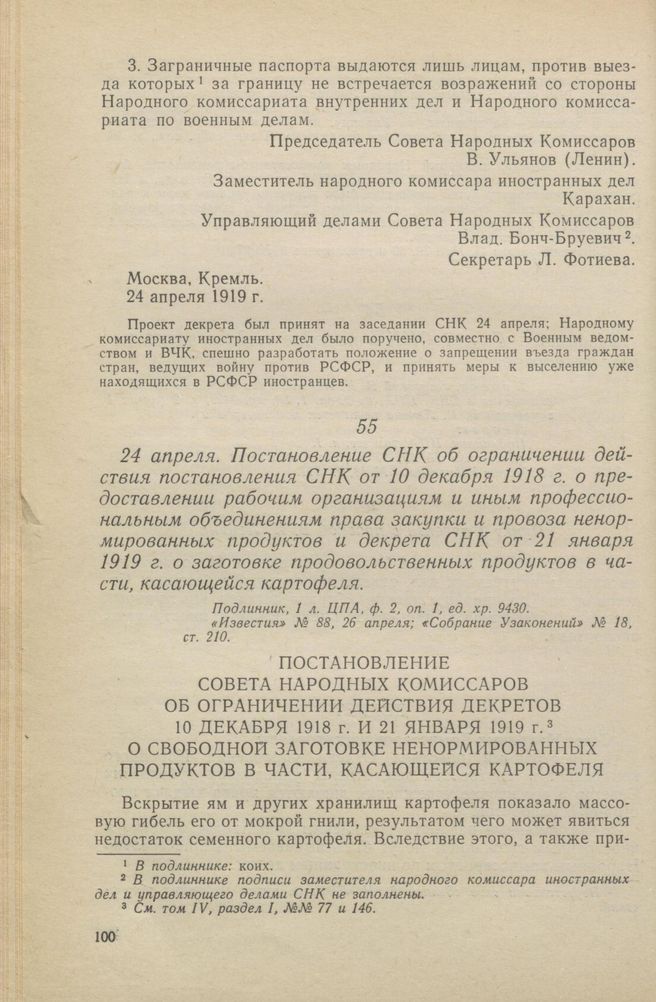 3. Заграничные паспорта выдаются лишь лицам, против выез-
да которых ¹ за границу не встречается возражений со стороны
Народного комиссариата внутренних дел и Народного комисса-
риата по военным делам.
Председатель Совета Народных Комиссаров
В. Ульянов (Ленин).
Заместитель народного комиссара иностранных дел
Карахан.
Управляющий делами Совета Народных Комиссаров
Влад. Бонч-Бруевич ².
Секретарь Л. Фотиева.
Москва, Кремль.
24 апреля 1919 г.
Проект декрета был принят на заседании СНК 24 апреля; Народному
комиссариату иностранных дел было поручено, совместно с Военным ведом-
ством и ВЧК, спешно разработать положение о запрещении въезда граждан
стран, ведущих войну против РСФСР, и принять меры к выселению уже
находящихся в РСФСР иностранцев.
55
24 апреля. Постановление СНК об ограничении дей-
ствия постановления СНК от 10 декабря 1918 г. о пре-
доставлении рабочим организациям и иным профессио-
нальным объединениям права закупки и провоза ненор-
мированных продуктов и декрета СНК от 21 января
1919 г. о заготовке продовольственных продуктов в ча-
сти, касающейся картофеля.
Подлинник, 1 л. ЦПА, ф. 2, оп. 1, ед. хр. 9430.
«Известия» № 88, 26 апреля; «Собрание Узаконений» № 18,
ст. 210.
ПОСТАНОВЛЕНИЕ
СОВЕТА НАРОДНЫХ КОМИССАРОВ
ОБ ОГРАНИЧЕНИИ ДЕЙСТВИЯ ДЕКРЕТОВ
10 ДЕКАБРЯ 1918 г. И 21 ЯНВАРЯ 1919 г. ³
О СВОБОДНОЙ ЗАГОТОВКЕ НЕНОРМИРОВАННЫХ
ПРОДУКТОВ В ЧАСТИ, КАСАЮЩЕЙСЯ КАРТОФЕЛЯ
Вскрытие ям и других хранилищ картофеля показало массо-
вую гибель его от мокрой гнили, результатом чего может явиться
недостаток семенного картофеля. Вследствие этого, а также при-
¹ В подлиннике: коих.
² В подлиннике подписи заместителя народного комиссара иностранных
дел и управляющего делами СНК не заполнены.
³ См. том IV, раздел I, №№ 77 и 146.
100